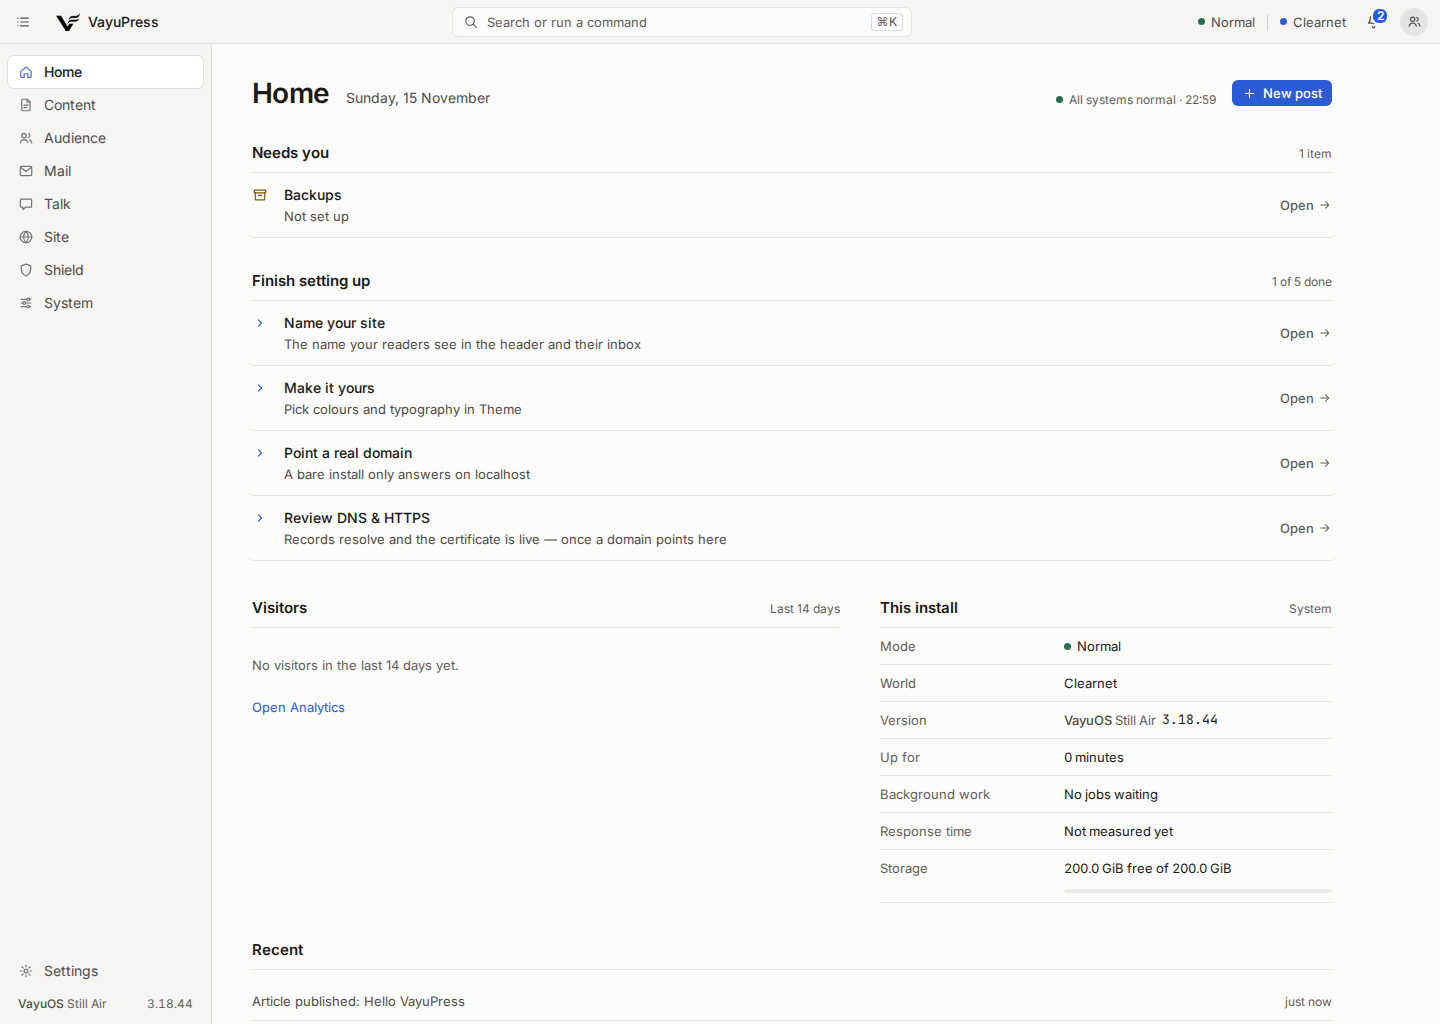 VayuPress
Search or run a command
⌘K
Normal
Clearnet
2
Home
Content
Audience
Mail
Talk
Site
Shield
System
Settings
VayuOS Still Air 3.18.44
Home
Sunday, 15 November
All systems normal · 22:59
New post
Needs you
1 item
Backups
Not set up
Open
Finish setting up
1 of 5 done
Name your site
The name your readers see in the header and their inbox
Open
Make it yours
Pick colours and typography in Theme
Open
Point a real domain
A bare install only answers on localhost
Open
Review DNS & HTTPS
Records resolve and the certificate is live — once a domain points here
Open
Visitors
Last 14 days
No visitors in the last 14 days yet.
Open Analytics
This install
System
Mode Normal
World Clearnet
Version VayuOS Still Air 3.18.44
Up for 0 minutes
Background work No jobs waiting
Response time Not measured yet
Storage 200.0 GiB free of 200.0 GiB
Recent
Article published: Hello VayuPress
just now